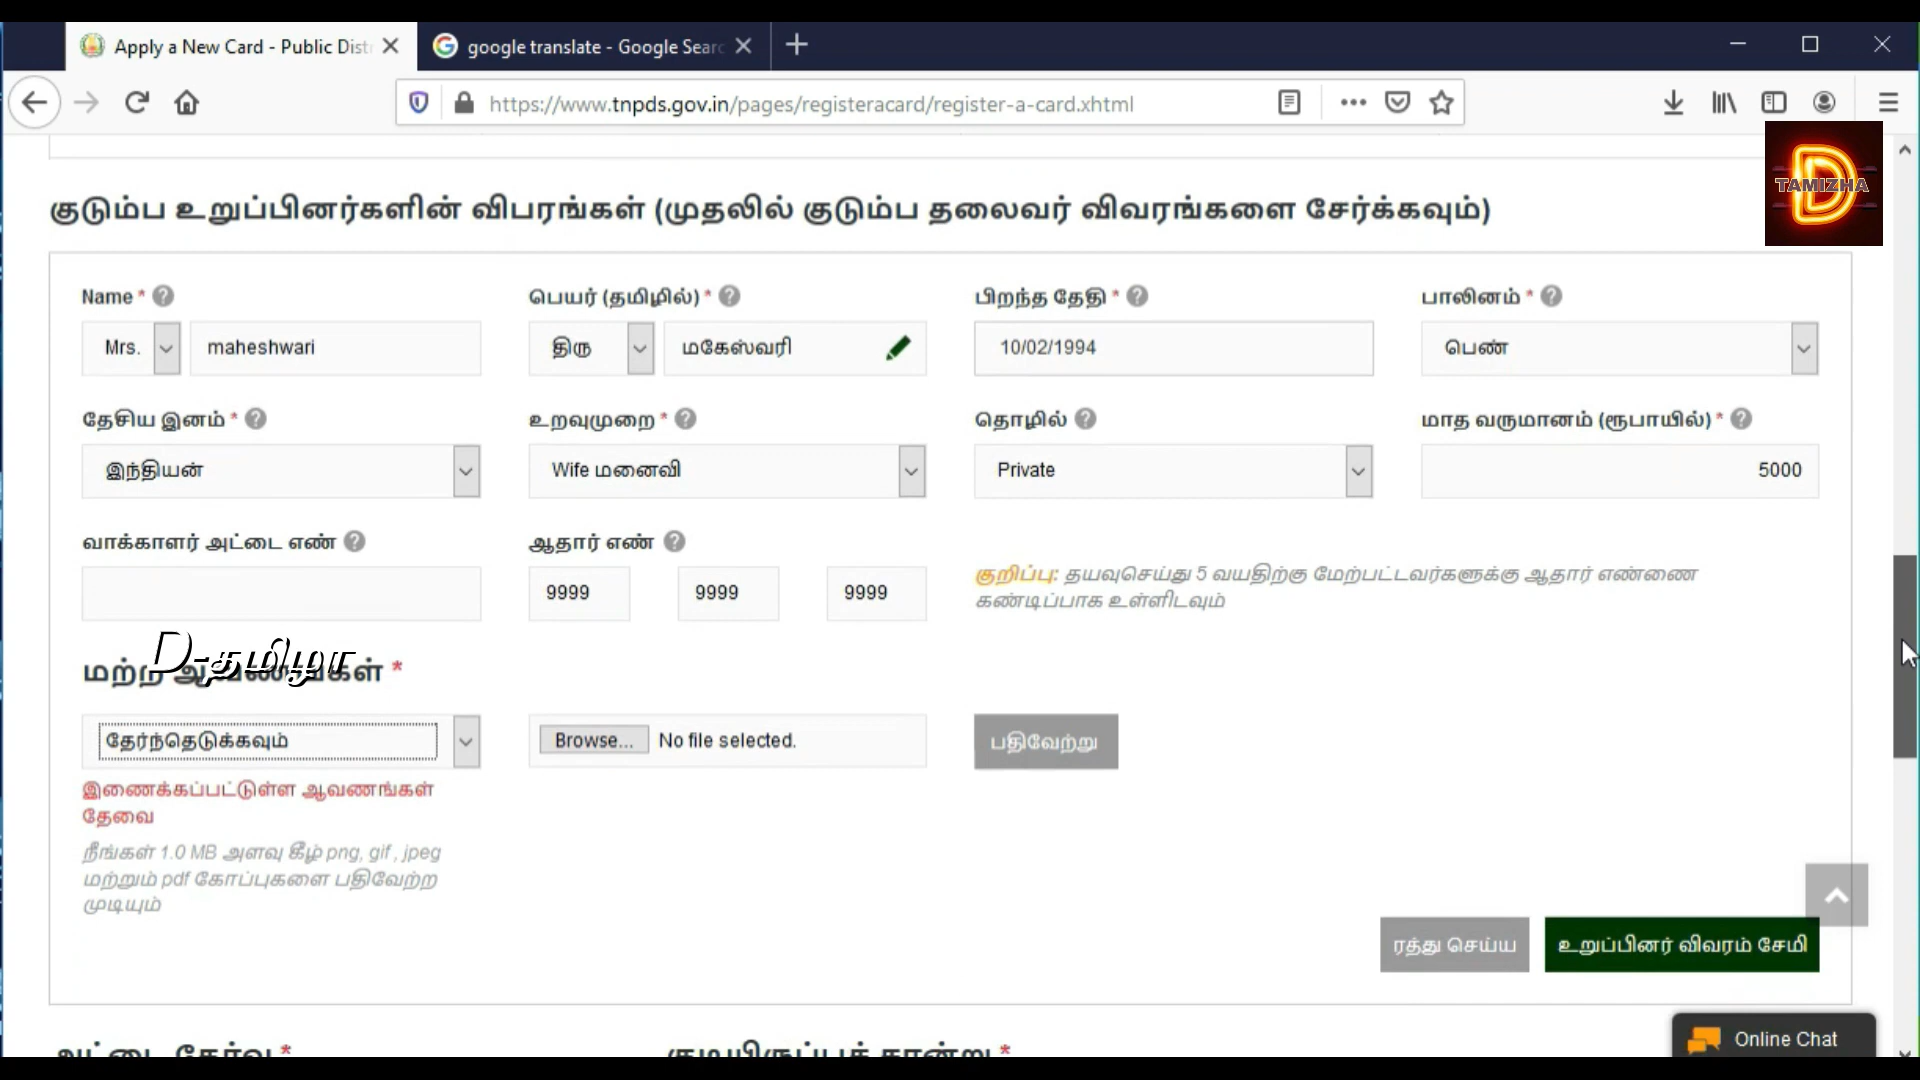 Apply a New Card - Public Distr
google translate - Google Searc
https://www.tnpds.gov.in/pages/registeracard/register-a-card.xhtml
D
TAMIZHA
குடும்ப உறுப்பினர்களின் விபரங்கள் (முதலில் குடும்ப தலைவர் விவரங்களை சேர்க்கவும்)
Name * ?
பெயர் (தமிழில்) * ?
பிறந்த தேதி * ?
பாலினம் * ?
Mrs.
maheshwari
திரு
மகேஸ்வரி
10/02/1994
பெண்
தேசிய இனம் * ?
உறவுமுறை * ?
தொழில் ?
மாத வருமானம் (ரூபாயில்) * ?
இந்தியன்
Wife மனைவி
Private
5000
வாக்காளர் அட்டை எண் ?
ஆதார் எண் ?
9999
9999
9999
குறிப்பு: தயவுசெய்து 5 வயதிற்கு மேற்பட்டவர்களுக்கு ஆதார் எண்ணை
கண்டிப்பாக உள்ளிடவும்
D-தமிழா
மற்ற ஆவணங்கள் *
தேர்ந்தெடுக்கவும்
Browse... No file selected.
பதிவேற்று
இணைக்கப்பட்டுள்ள ஆவணங்கள்
தேவை
நீங்கள் 1.0 MB அளவு கீழ் png, gif , jpeg
மற்றும் pdf கோப்புகளை பதிவேற்ற
முடியும்
ரத்து செய்ய
உறுப்பினர் விவரம் சேமி
அட்டை தேர்வு *
குடியிருப்புச் சான்று *
Online Chat